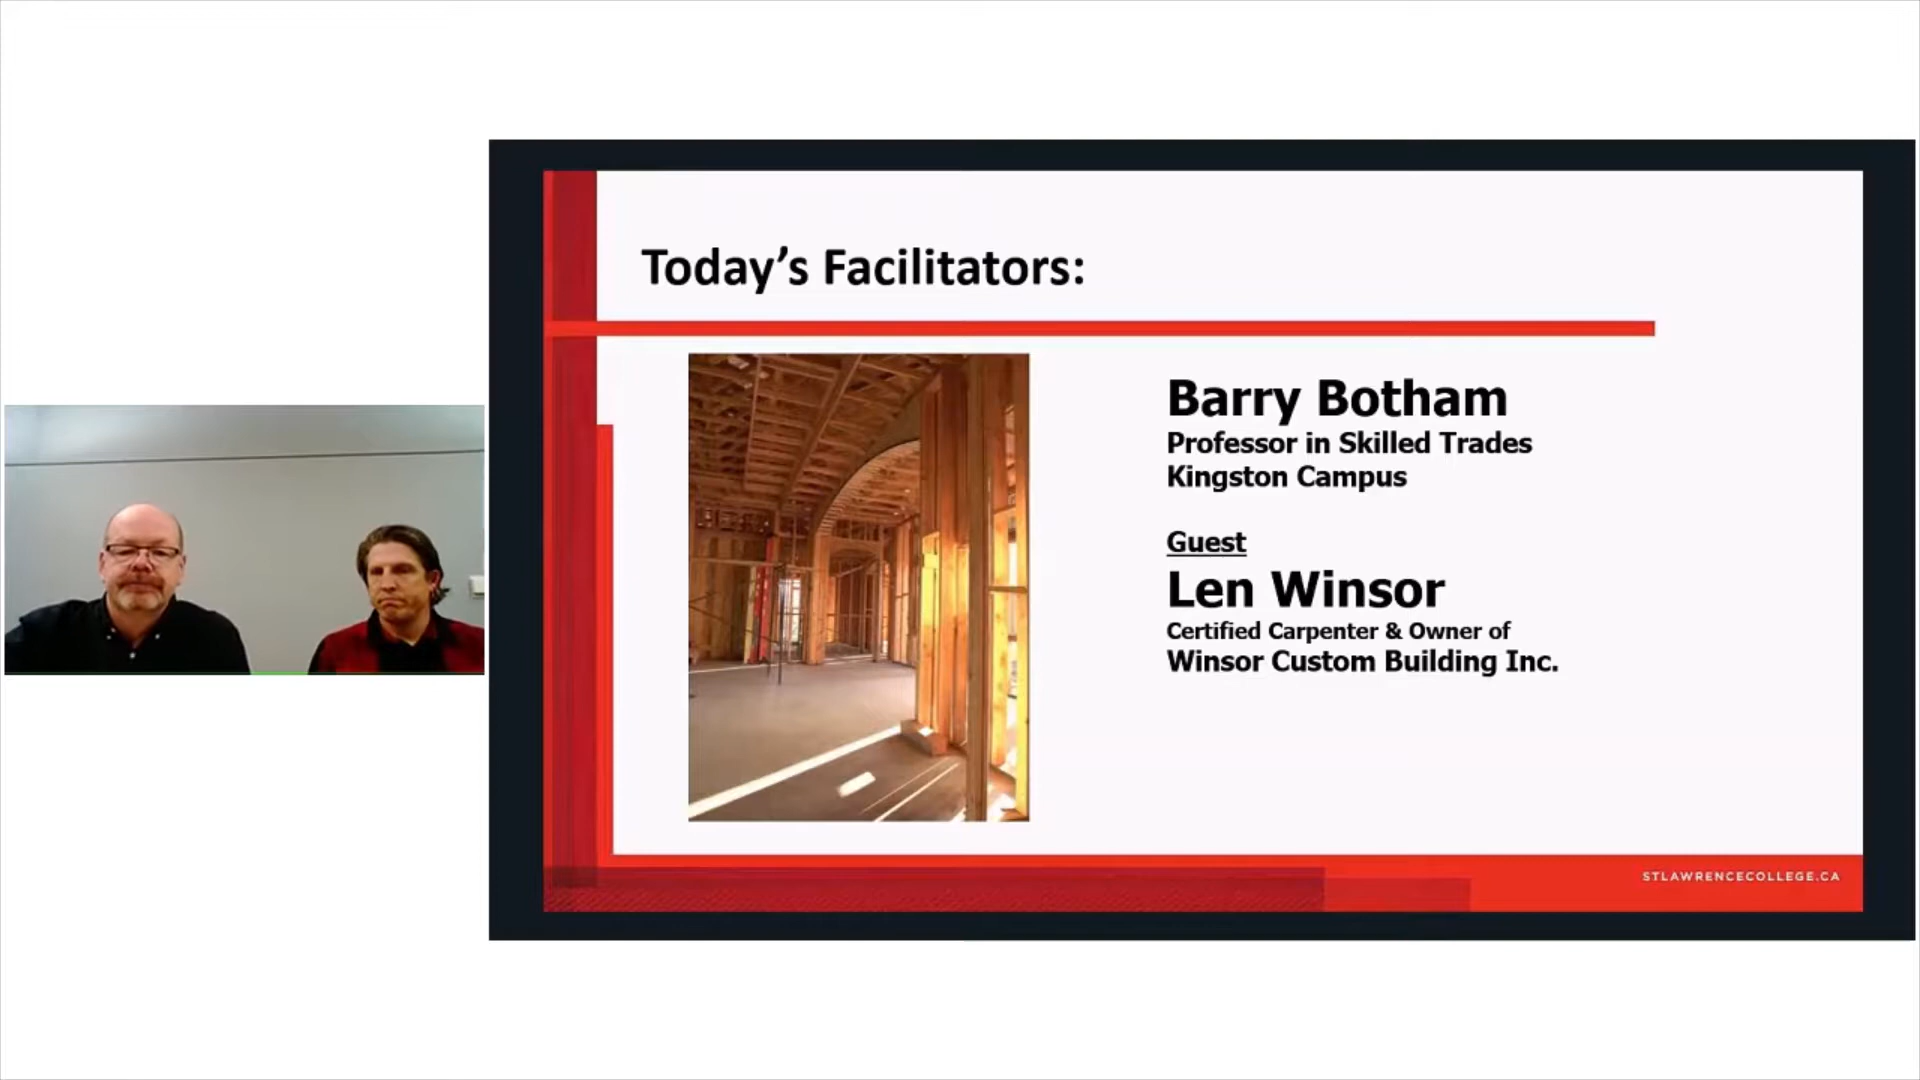 Today’s Facilitators:
Barry Botham
Professor in Skilled Trades
Kingston Campus
Guest
Len Winsor
Certified Carpenter & Owner of
Winsor Custom Building Inc.
STLAWRENCECOLLEGE.CA